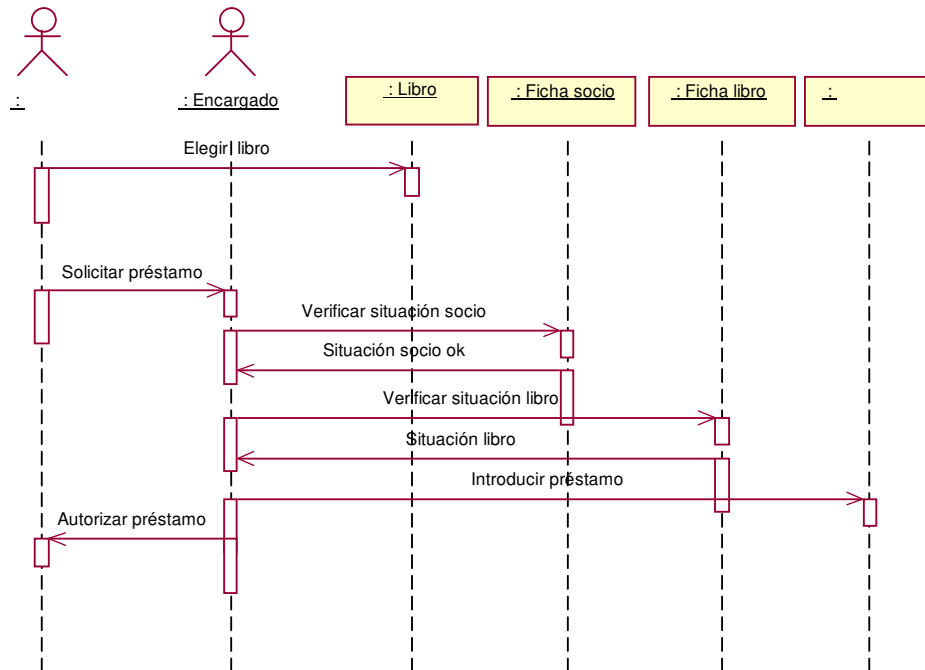 :
: Encargado
: Libro
: Ficha socio
: Ficha libro
:
Elegir libro
Solicitar préstamo
Verificar situación socio
Situación socio ok
Verificar situación libro
Situación libro
Introducir préstamo
Autorizar préstamo